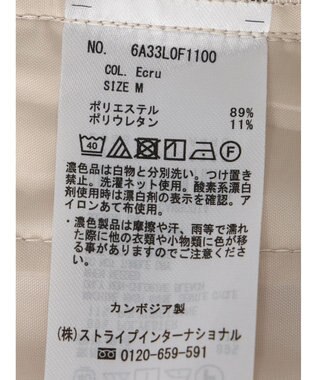 NO. 6A33L0F1100
COL. Ecru
SIZE M
ポリエステル 89%
ポリウレタン 11%
40 F
濃色品は白物と分別洗い。つけ置き
禁止。洗濯ネット使用。酸素系漂白
剤使用時は漂白剤の表示を確認。アイ
ロンあて布使用。
・濃色製品は摩擦や汗、雨等で濡れ
た際に他の衣類や小物類に色が移
る事がありますのでご注意くださ
い。
カンボジア製
(株)ストライプインターナショナル
0120-659-591